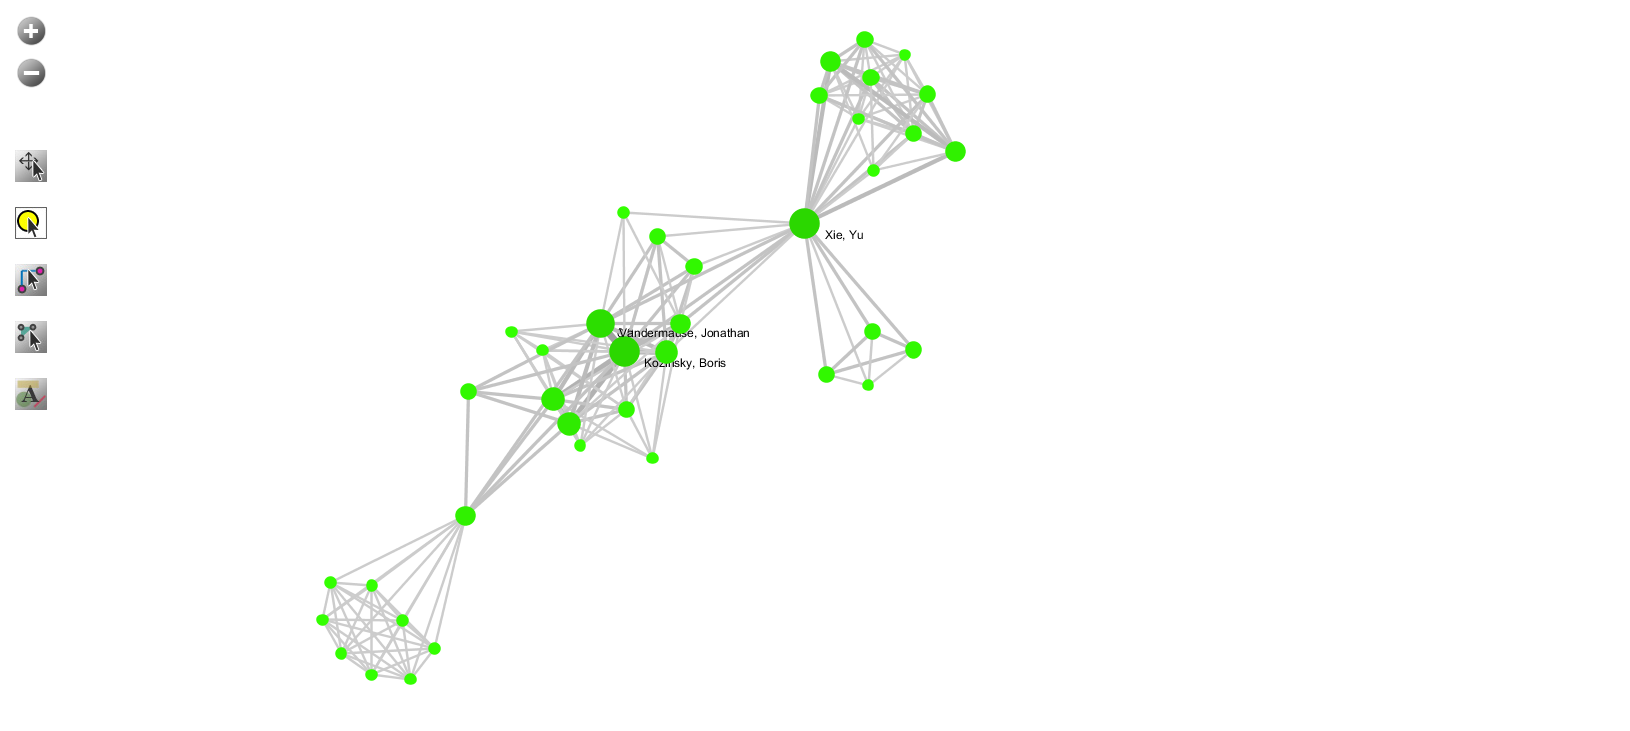 Xie, Yu
Vandermause, Jonathan
Kozinsky, Boris
A